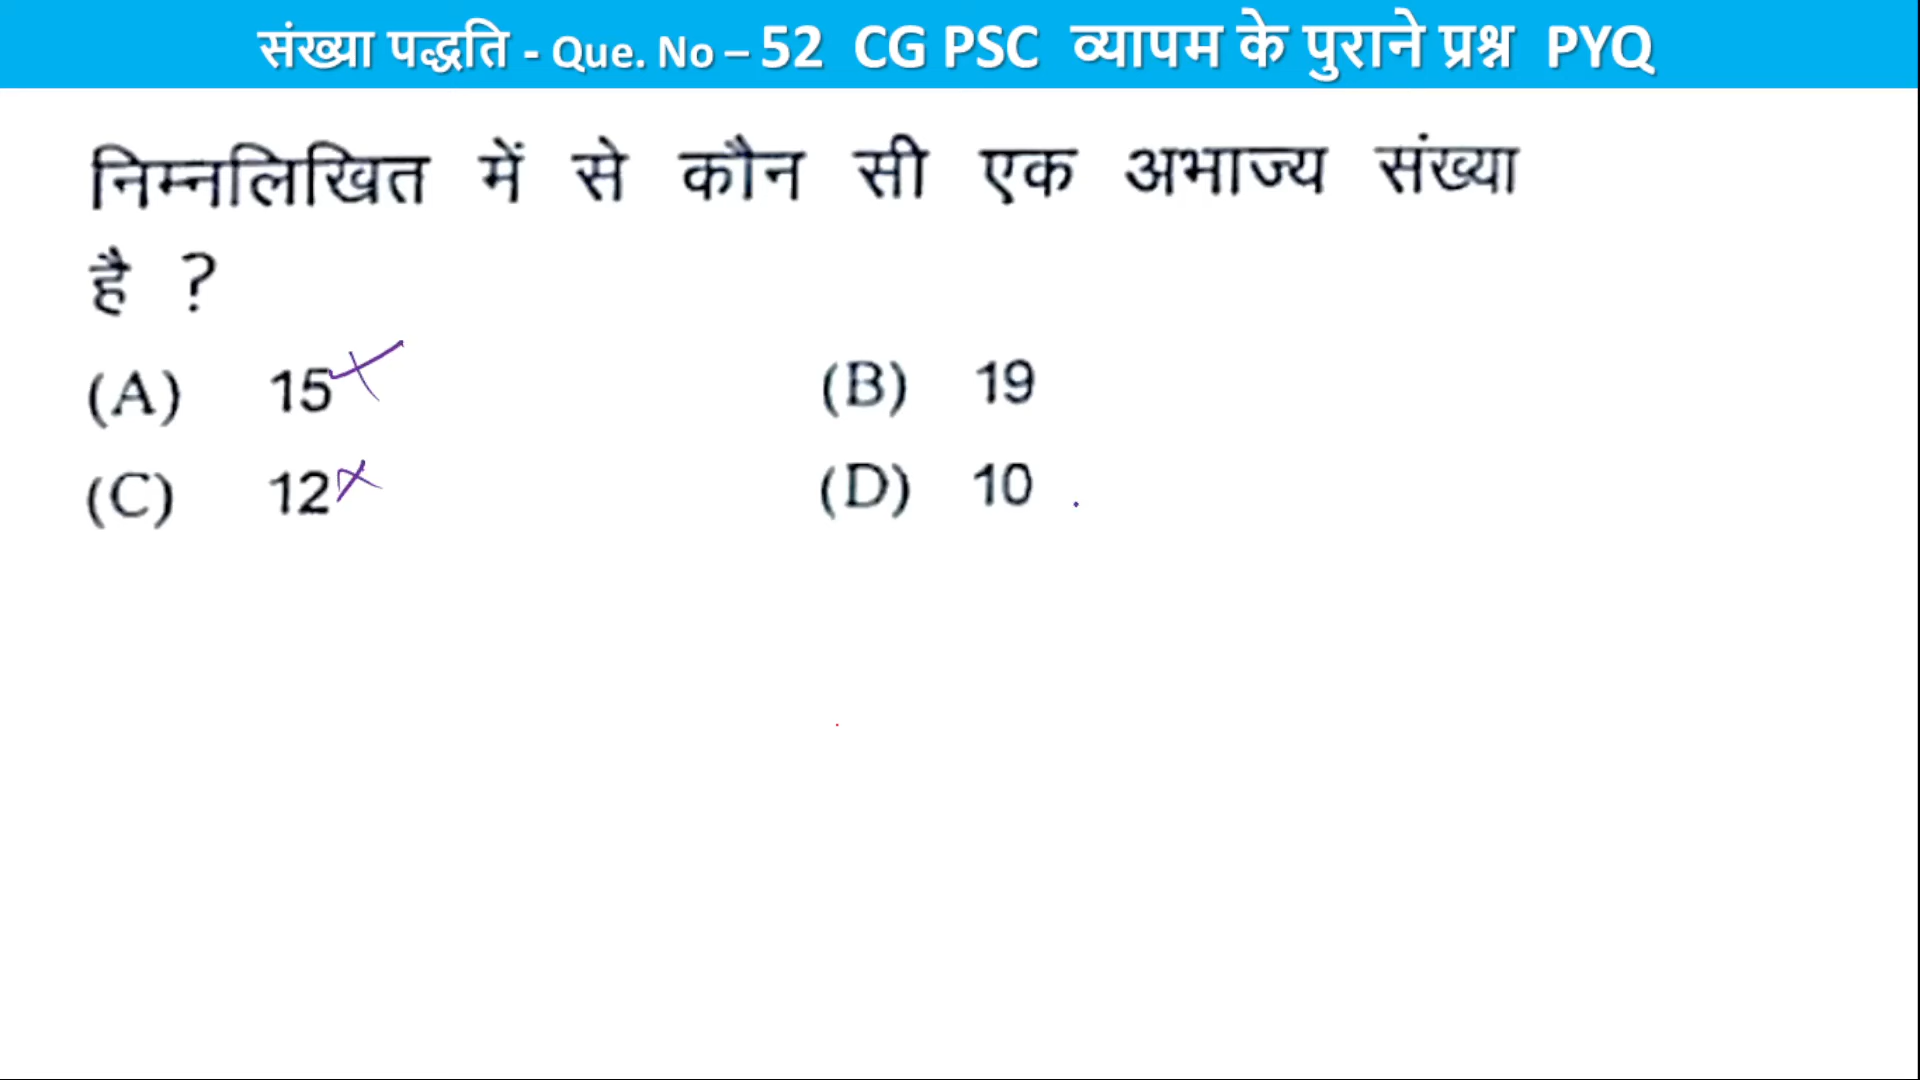 संख्या पद्धति - Que. No – 52 CG PSC व्यापम के पुराने प्रश्न PYQ
निम्नलिखित में से कौन सी एक अभाज्य संख्या
है ?
(A) 15 (B) 19
(C) 12 (D) 10